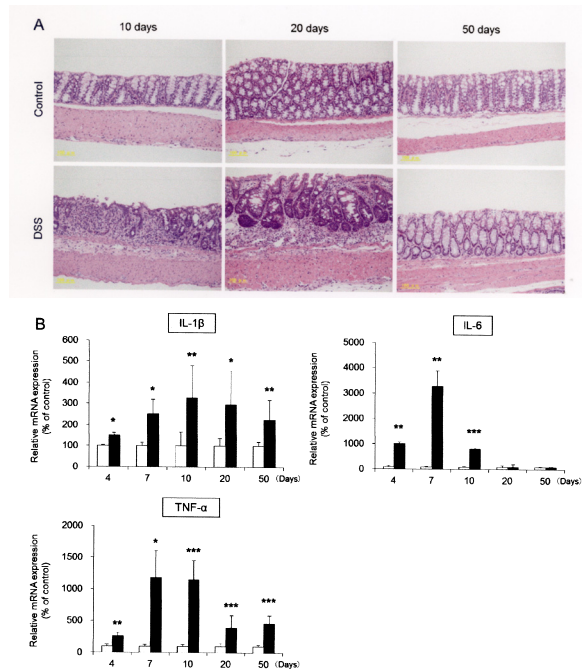 A
10 days
20 days
50 days
Control
DSS
B
IL-1β
Relative mRNA expression
(% of control)
600
500
400
300
200
100
0
*
*
**
*
**
4 7 10 20 50 (Days)
IL-6
Relative mRNA expression
(% of control)
5000
4000
3000
2000
1000
0
**
**
***
4 7 10 20 50 (Days)
TNF-α
Relative mRNA expression
(% of control)
2000
1500
1000
500
0
**
*
***
***
***
4 7 10 20 50 (Days)